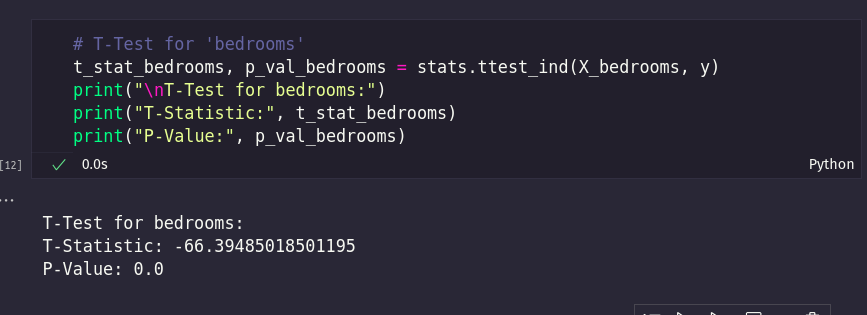 # T-Test for 'bedrooms'
t_stat_bedrooms, p_val_bedrooms = stats.ttest_ind(X_bedrooms, y)
print("\nT-Test for bedrooms:")
print("T-Statistic:", t_stat_bedrooms)
print("P-Value:", p_val_bedrooms)
[12]
0.0s
Python
...
T-Test for bedrooms:
T-Statistic: -66.39485018501195
P-Value: 0.0